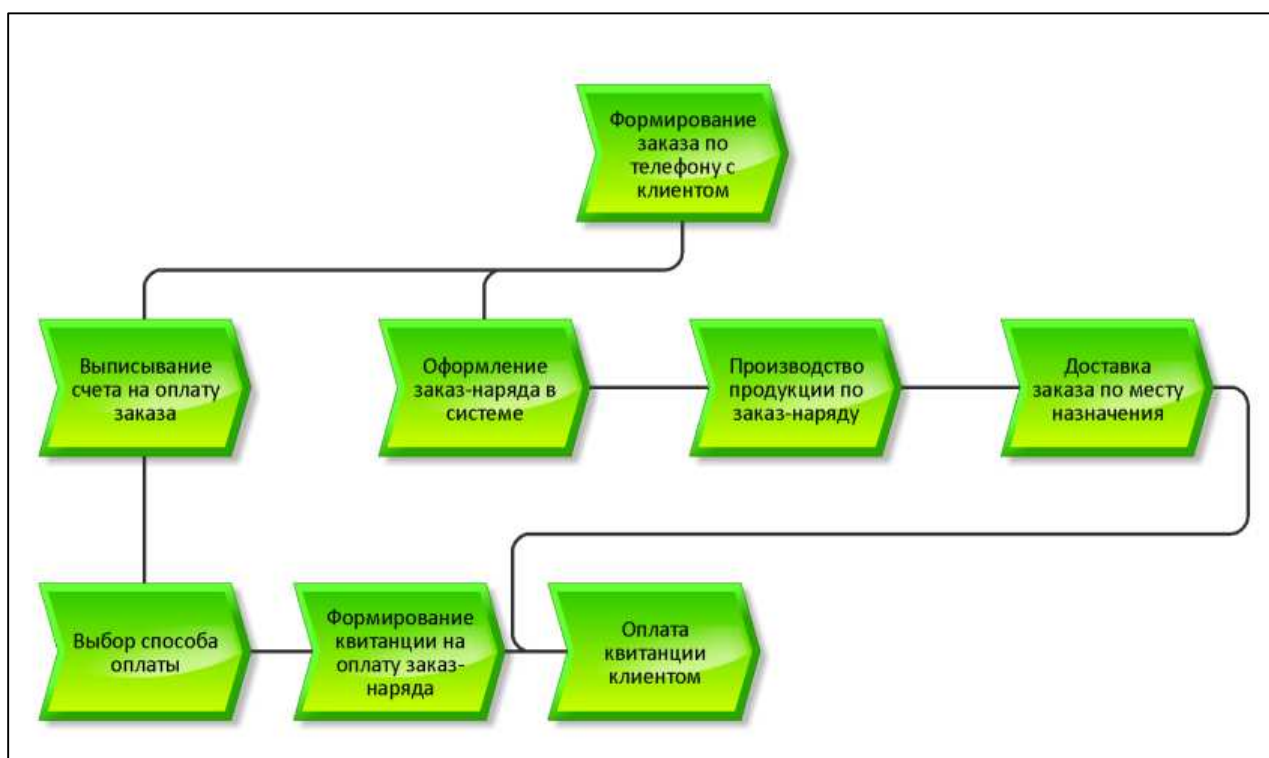 Формирование
заказа по
телефону с
клиентом
Выписывание
счета на оплату
заказа
Оформление
заказ-наряда в
системе
Производство
продукции по
заказ-наряду
Доставка
заказа по месту
назначения
Выбор способа
оплаты
Формирование
квитанции на
оплату заказ-
наряда
Оплата
квитанции
клиентом